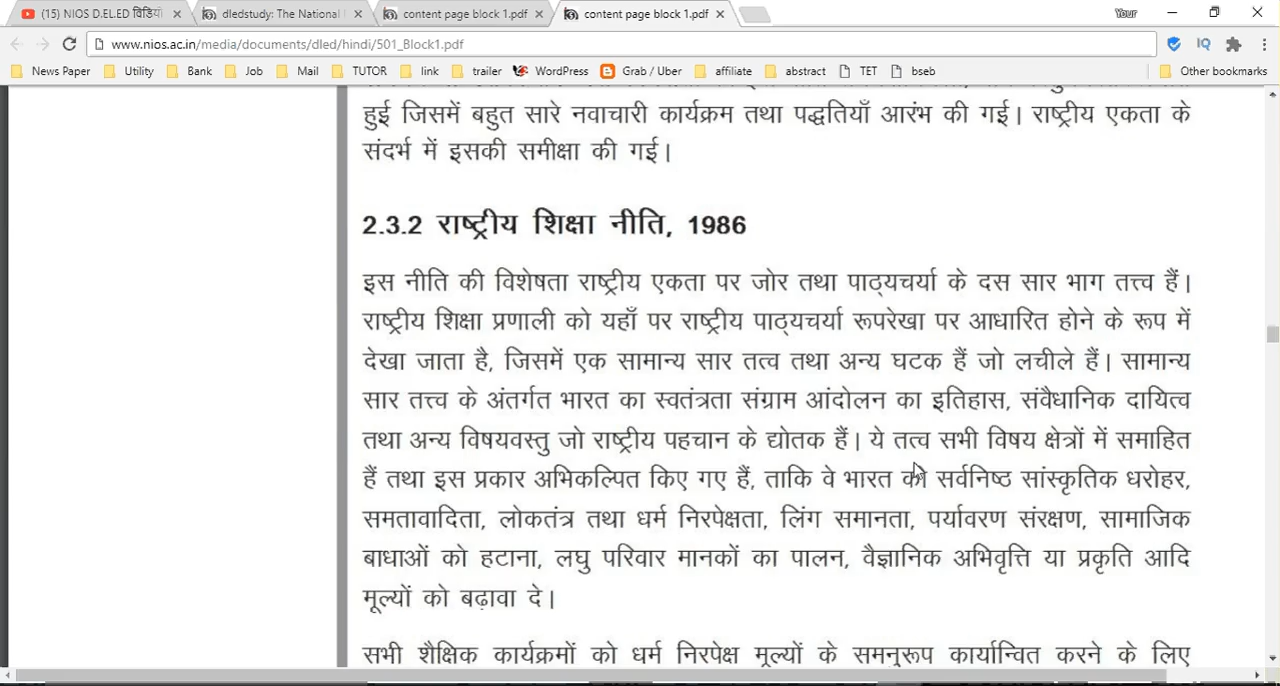 (15) NIOS D.ELED विडियो
dledstudy: The National
content page block 1.pdf
content page block 1.pdf
Your
www.nios.ac.in/media/documents/dled/hindi/501_Block1.pdf
News Paper Utility Bank Job Mail TUTOR link trailer WordPress Grab / Uber affiliate abstract TET bseb Other bookmarks
हुई जिसमें बहुत सारे नवाचारी कार्यक्रम तथा पद्धतियाँ आरंभ की गई। राष्ट्रीय एकता के
संदर्भ में इसकी समीक्षा की गई।
2.3.2 राष्ट्रीय शिक्षा नीति, 1986
इस नीति की विशेषता राष्ट्रीय एकता पर जोर तथा पाठ्यचर्या के दस सार भाग तत्त्व हैं।
राष्ट्रीय शिक्षा प्रणाली को यहाँ पर राष्ट्रीय पाठ्यचर्या रूपरेखा पर आधारित होने के रूप में
देखा जाता है, जिसमें एक सामान्य सार तत्व तथा अन्य घटक हैं जो लचीले हैं। सामान्य
सार तत्त्व के अंतर्गत भारत का स्वतंत्रता संग्राम आंदोलन का इतिहास, संवैधानिक दायित्व
तथा अन्य विषयवस्तु जो राष्ट्रीय पहचान के द्योतक हैं। ये तत्व सभी विषय क्षेत्रों में समाहित
हैं तथा इस प्रकार अभिकल्पित किए गए हैं, ताकि वे भारत की सर्वनिष्ठ सांस्कृतिक धरोहर,
समतावादिता, लोकतंत्र तथा धर्म निरपेक्षता, लिंग समानता, पर्यावरण संरक्षण, सामाजिक
बाधाओं को हटाना, लघु परिवार मानकों का पालन, वैज्ञानिक अभिवृत्ति या प्रकृति आदि
मूल्यों को बढ़ावा दे।
सभी शैक्षिक कार्यक्रमों को धर्म निरपेक्ष मूल्यों के समनुरूप कार्यान्वित करने के लिए